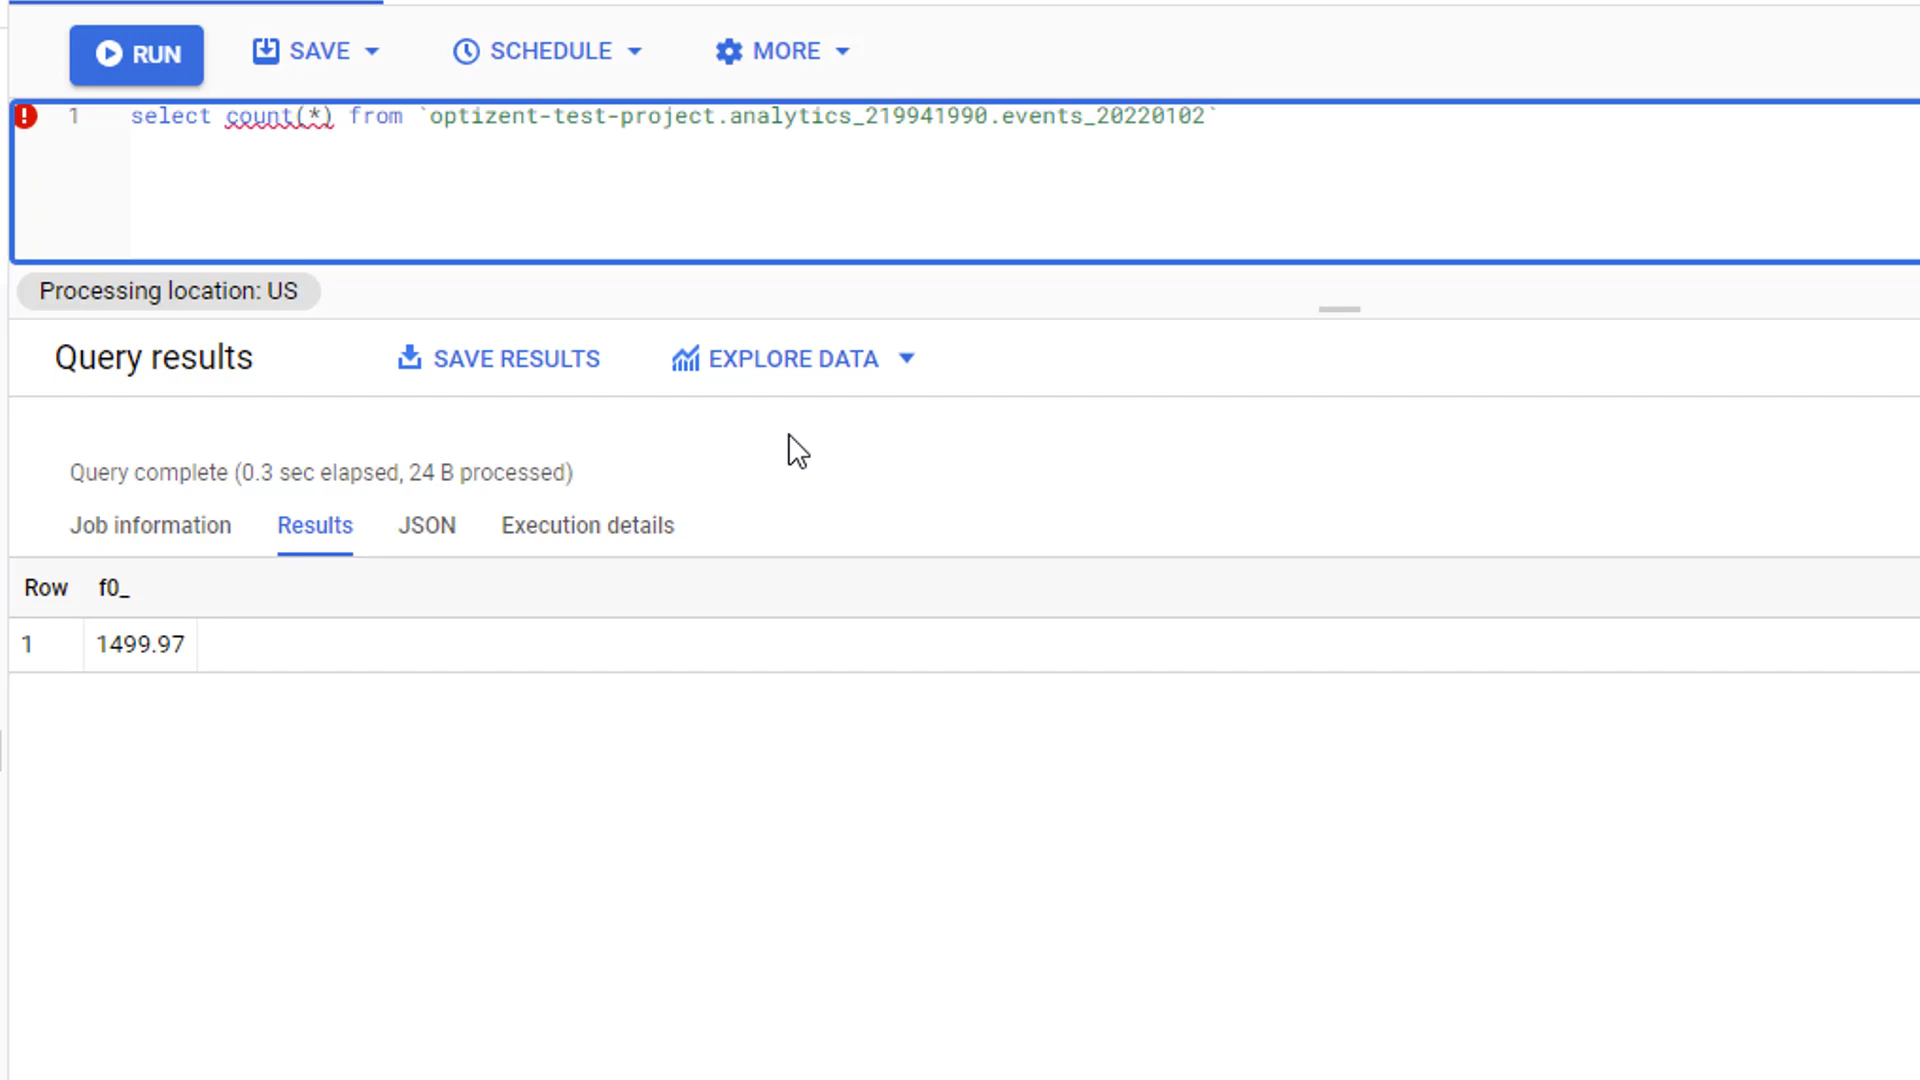 RUN SAVE SCHEDULE MORE
1 select count(*) from `optizent-test-project.analytics_219941990.events_20220102`
Processing location: US
Query results SAVE RESULTS EXPLORE DATA
Query complete (0.3 sec elapsed, 24 B processed)
Job information Results JSON Execution details
Row f0_
1 1499.97